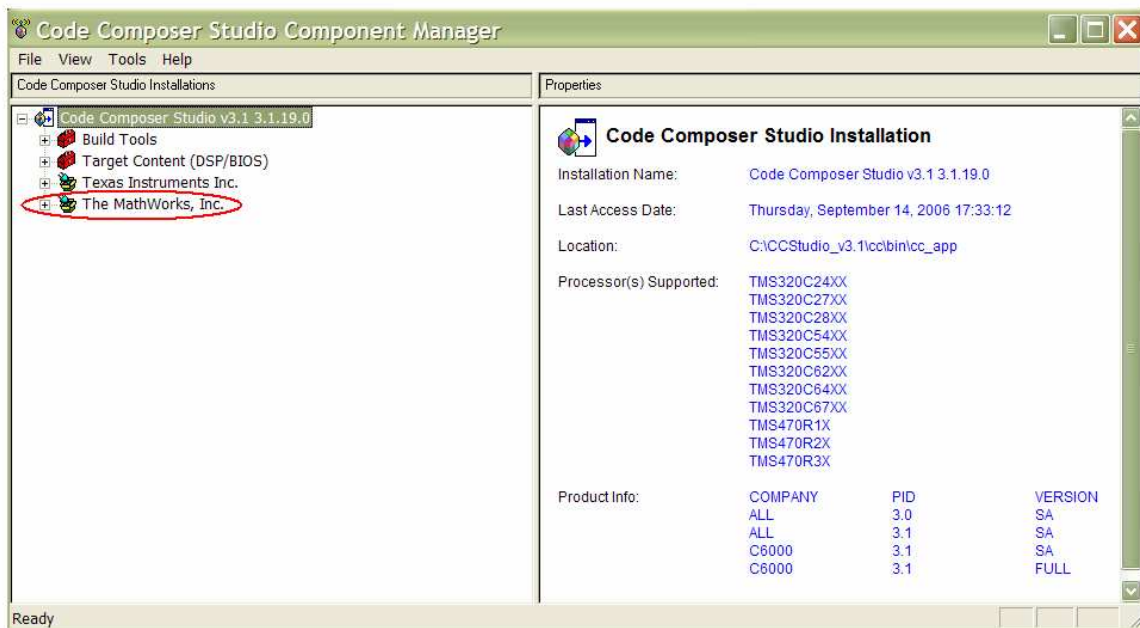 Code Composer Studio Component Manager
File View Tools Help
Code Composer Studio Installations
Code Composer Studio v3.1 3.1.19.0
Build Tools
Target Content (DSP/BIOS)
Texas Instruments Inc.
The MathWorks, Inc.
Properties
Code Composer Studio Installation
Installation Name: Code Composer Studio v3.1 3.1.19.0
Last Access Date: Thursday, September 14, 2006 17:33:12
Location: C:\CCStudio_v3.1\cc\bin\cc_app
Processor(s) Supported: TMS320C24XX
TMS320C27XX
TMS320C28XX
TMS320C54XX
TMS320C55XX
TMS320C62XX
TMS320C64XX
TMS320C67XX
TMS470R1X
TMS470R2X
TMS470R3X
Product Info: COMPANY PID VERSION
ALL 3.0 SA
ALL 3.1 SA
C6000 3.1 SA
C6000 3.1 FULL
Ready